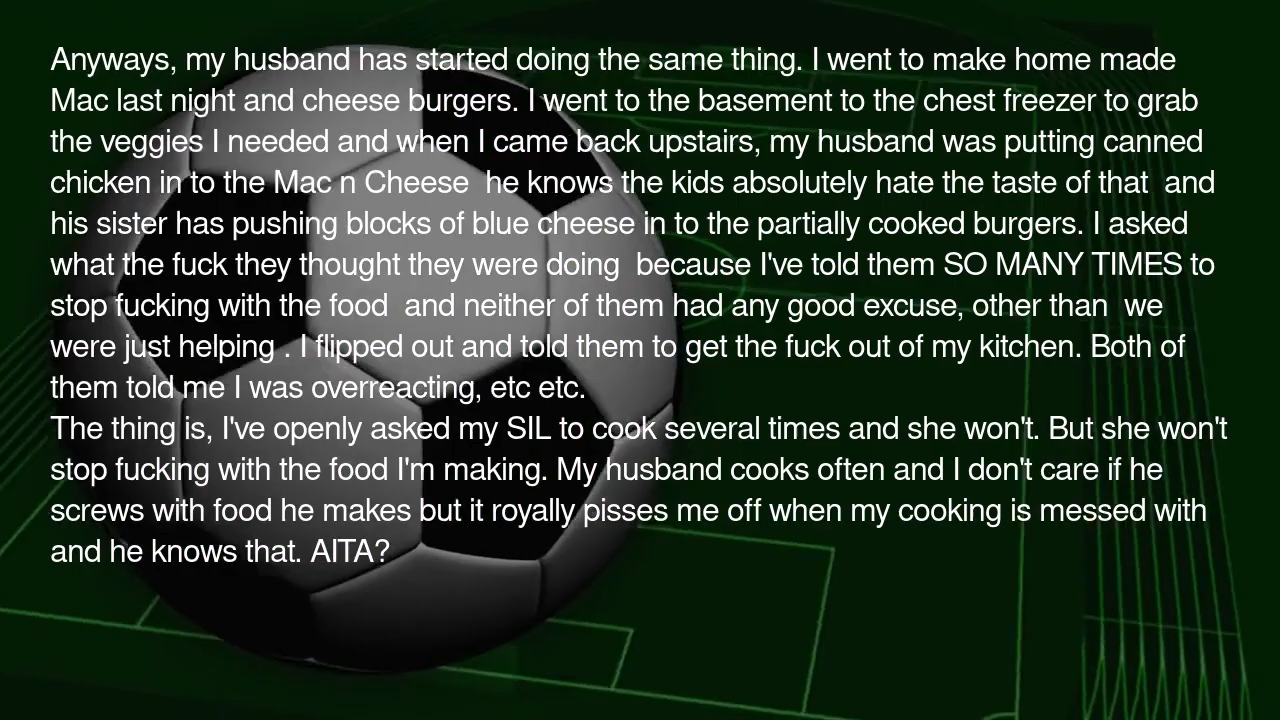 Anyways, my husband has started doing the same thing. I went to make home made
Mac last night and cheese burgers. I went to the basement to the chest freezer to grab
the veggies I needed and when I came back upstairs, my husband was putting canned
chicken in to the Mac n Cheese  he knows the kids absolutely hate the taste of that  and
his sister has pushing blocks of blue cheese in to the partially cooked burgers. I asked
what the fuck they thought they were doing  because I've told them SO MANY TIMES to
stop fucking with the food  and neither of them had any good excuse, other than  we
were just helping . I flipped out and told them to get the fuck out of my kitchen. Both of
them told me I was overreacting, etc etc.
The thing is, I've openly asked my SIL to cook several times and she won't. But she won't
stop fucking with the food I'm making. My husband cooks often and I don't care if he
screws with food he makes but it royally pisses me off when my cooking is messed with
and he knows that. AITA?